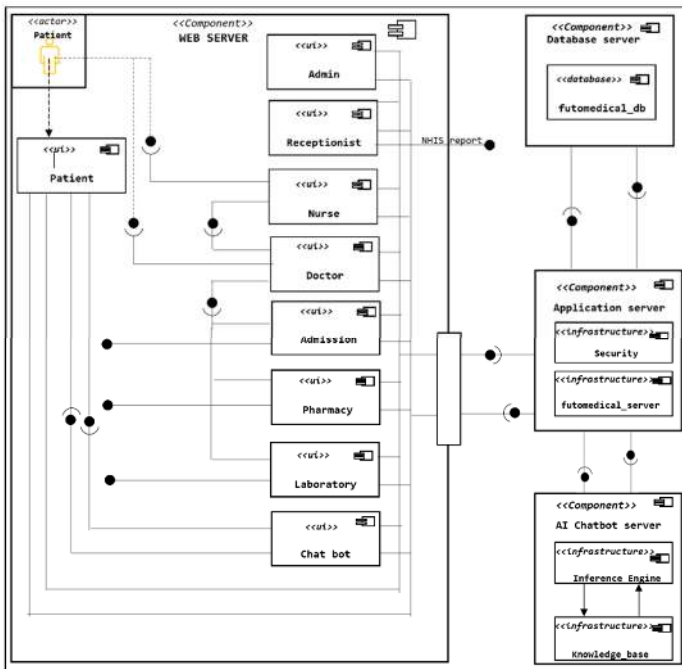 <<actor>>
Patient
<<Component>>
WEB SERVER
<<ui>>
Admin
<<ui>>
Receptionist
NHIS report
<<ui>>
Patient
<<ui>>
Nurse
<<ui>>
Doctor
<<ui>>
Admission
<<ui>>
Pharmacy
<<ui>>
Laboratory
<<ui>>
Chat bot
<<Component>>
Database server
<<database>>
futomedical_db
<<Component>>
Application server
<<infrastructure>>
Security
<<infrastructure>>
futomedical_server
<<Component>>
AI Chatbot server
<<infrastructure>>
Inference Engine
<<infrastructure>>
Knowledge_base